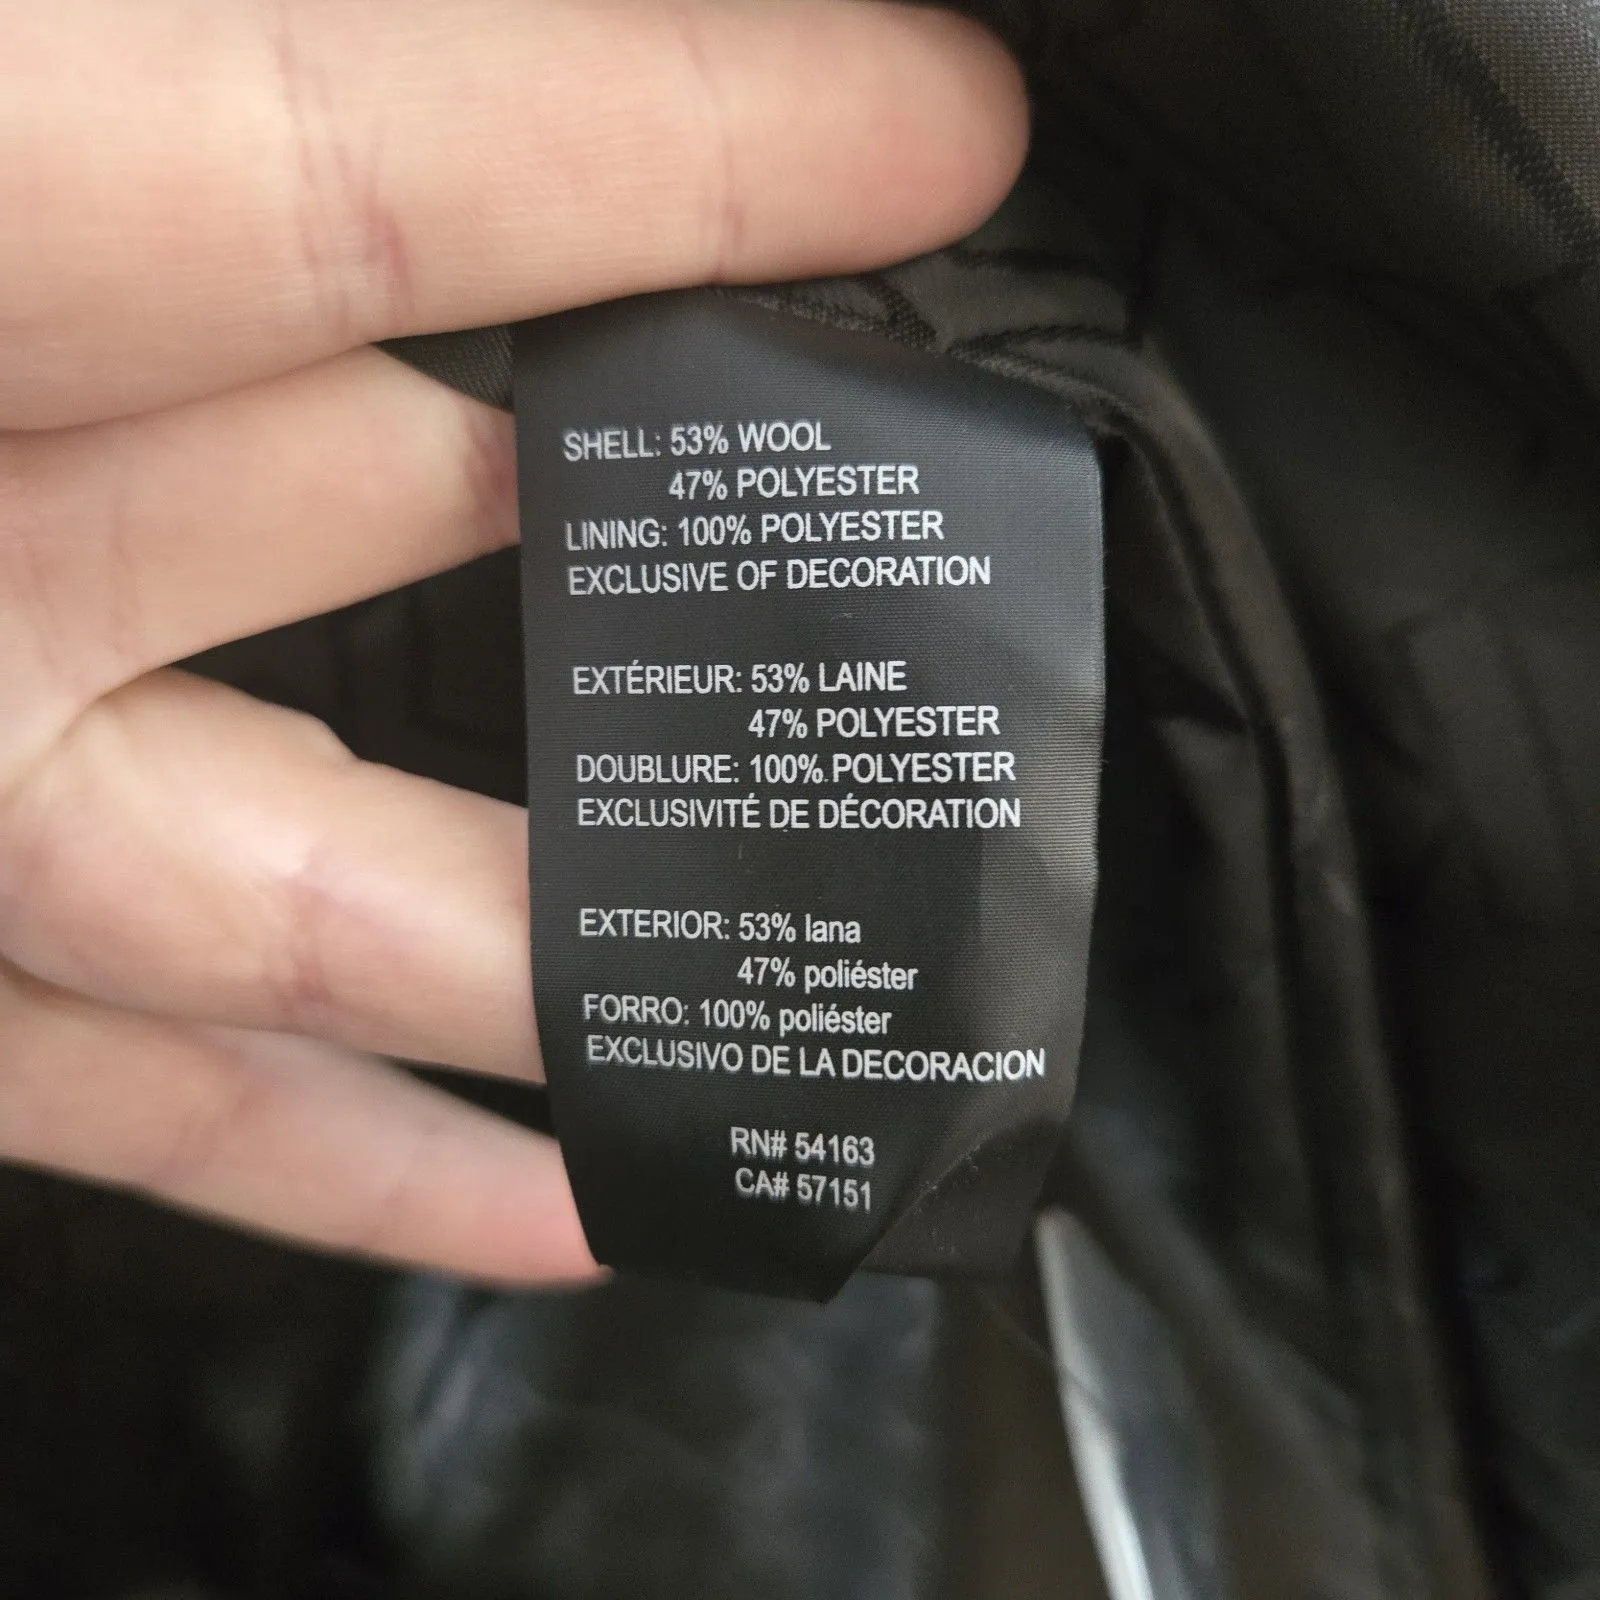 SHELL: 53% WOOL
47% POLYESTER
LINING: 100% POLYESTER
EXCLUSIVE OF DECORATION
EXTÉRIEUR: 53% LAINE
47% POLYESTER
DOUBLURE: 100% POLYESTER
EXCLUSIVITÉ DE DÉCORATION
EXTERIOR: 53% lana
47% poliéster
FORRO: 100% poliéster
EXCLUSIVO DE LA DECORACION
RN# 54163
CA# 57151